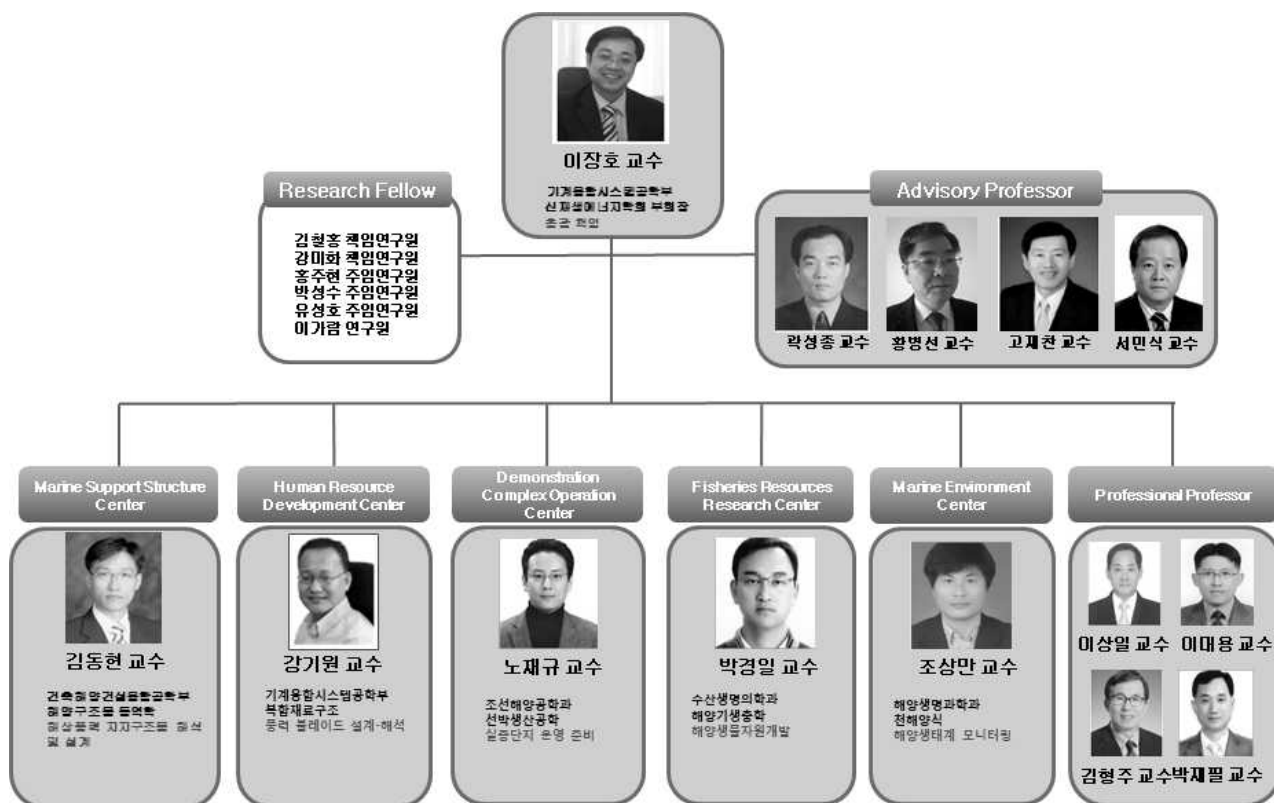 이장호 교수
기계융합시스템공학부
신재생에너지학회 부회장
총괄 책임
Research Fellow
김철홍 책임연구원
강미화 책임연구원
홍주현 주임연구원
박성수 주임연구원
유성호 주임연구원
이가람 연구원
Advisory Professor
락성종 교수
황병선 교수
고재찬 교수
서민식 교수
Marine Support Structure
Center
김동현 교수
건축해양건설융합공학부
해양구조물 동역학
해상풍력 지지구조물 해석
및 설계
Human Resource
Development Center
강기원 교수
기계융합시스템공학부
복합재료구조
풍력 블레이드 설계-해석
Demonstration
Complex Operation
Center
노재규 교수
조선해양공학과
선박생산공학
실증단지 운영 준비
Fisheries Resources
Research Center
박경일 교수
수산생명의학과
해양기생충학
해양생물자원개발
Marine Environment
Center
조상만 교수
해양생명과학과
천해양식
해양생태계 모니터링
Professional Professor
이상일 교수
이대용 교수
김형주 교수
박재필 교수